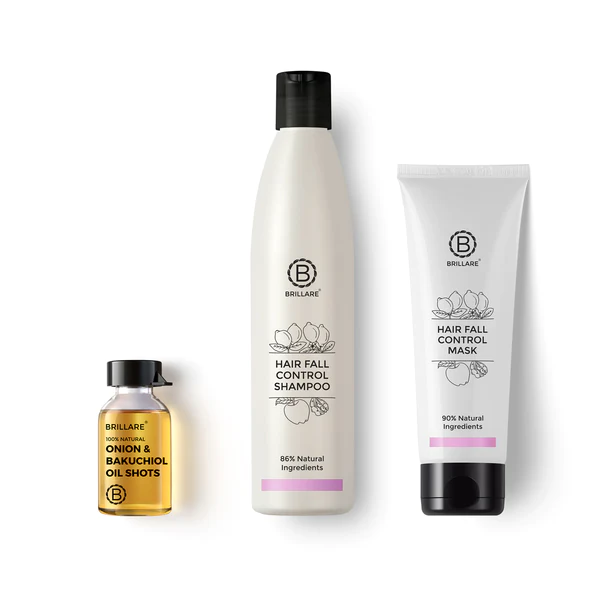 BRILLARE®
100% NATURAL
ONION &
BAKUCHIOL
OIL SHOTS
B
B
BRILLARE®
HAIR FALL
CONTROL
SHAMPOO
86% Natural
Ingredients
B
BRILLARE®
HAIR FALL
CONTROL
MASK
90% Natural
Ingredients